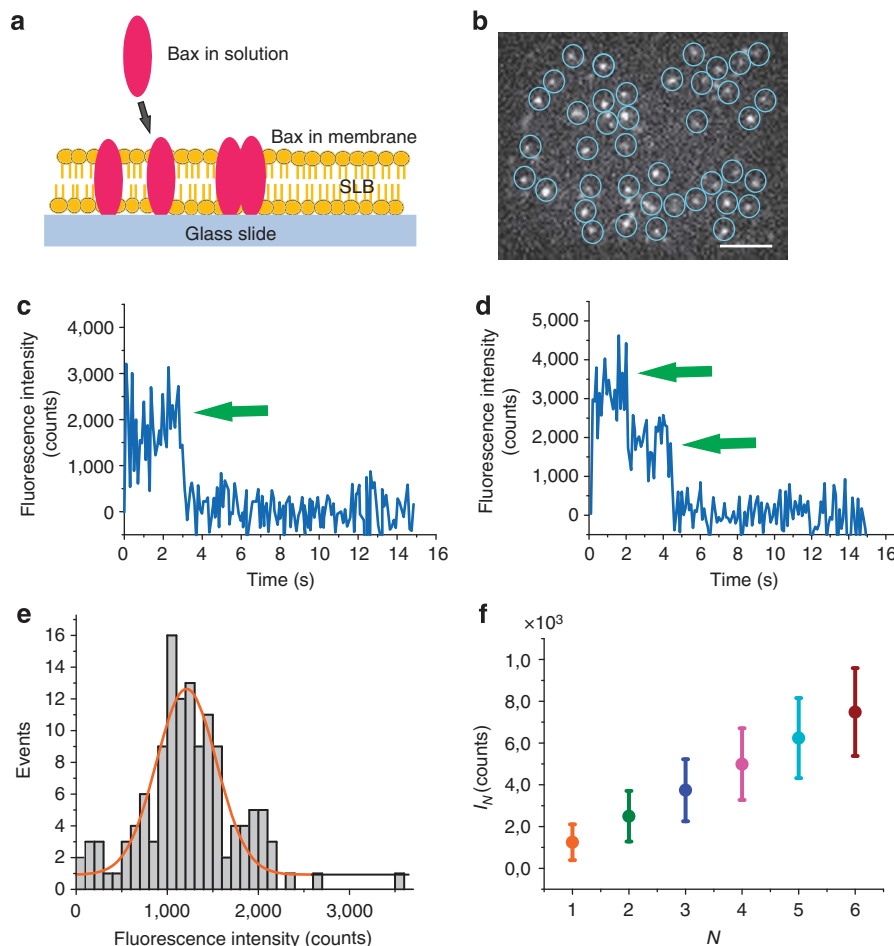 a
Bax in solution
Bax in membrane
SLB
Glass slide
b
c
Fluorescence intensity
(counts)
4,000
3,000
2,000
1,000
0
0 2 4 6 8 10 12 14 16
Time (s)
d
Fluorescence intensity
(counts)
5,000
4,000
3,000
2,000
1,000
0
0 2 4 6 8 10 12 14 16
Time (s)
e
Events
16
14
12
10
8
6
4
2
0
0 1,000 2,000 3,000
Fluorescence intensity (counts)
f
×10³
I_N (counts)
1,0
8,0
6,0
4,0
2,0
0,0
1 2 3 4 5 6
N